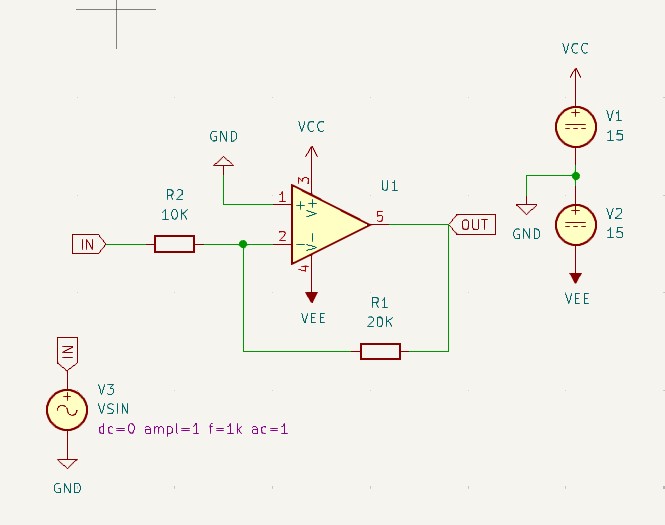 VCC
V1
15
GND
V2
15
VEE
GND
VCC
U1
3
1
+
V+
R2
10K
5
OUT
IN
2
-
V-
4
VEE
R1
20K
IN
V3
VSIN
dc=0 ampl=1 f=1k ac=1
GND